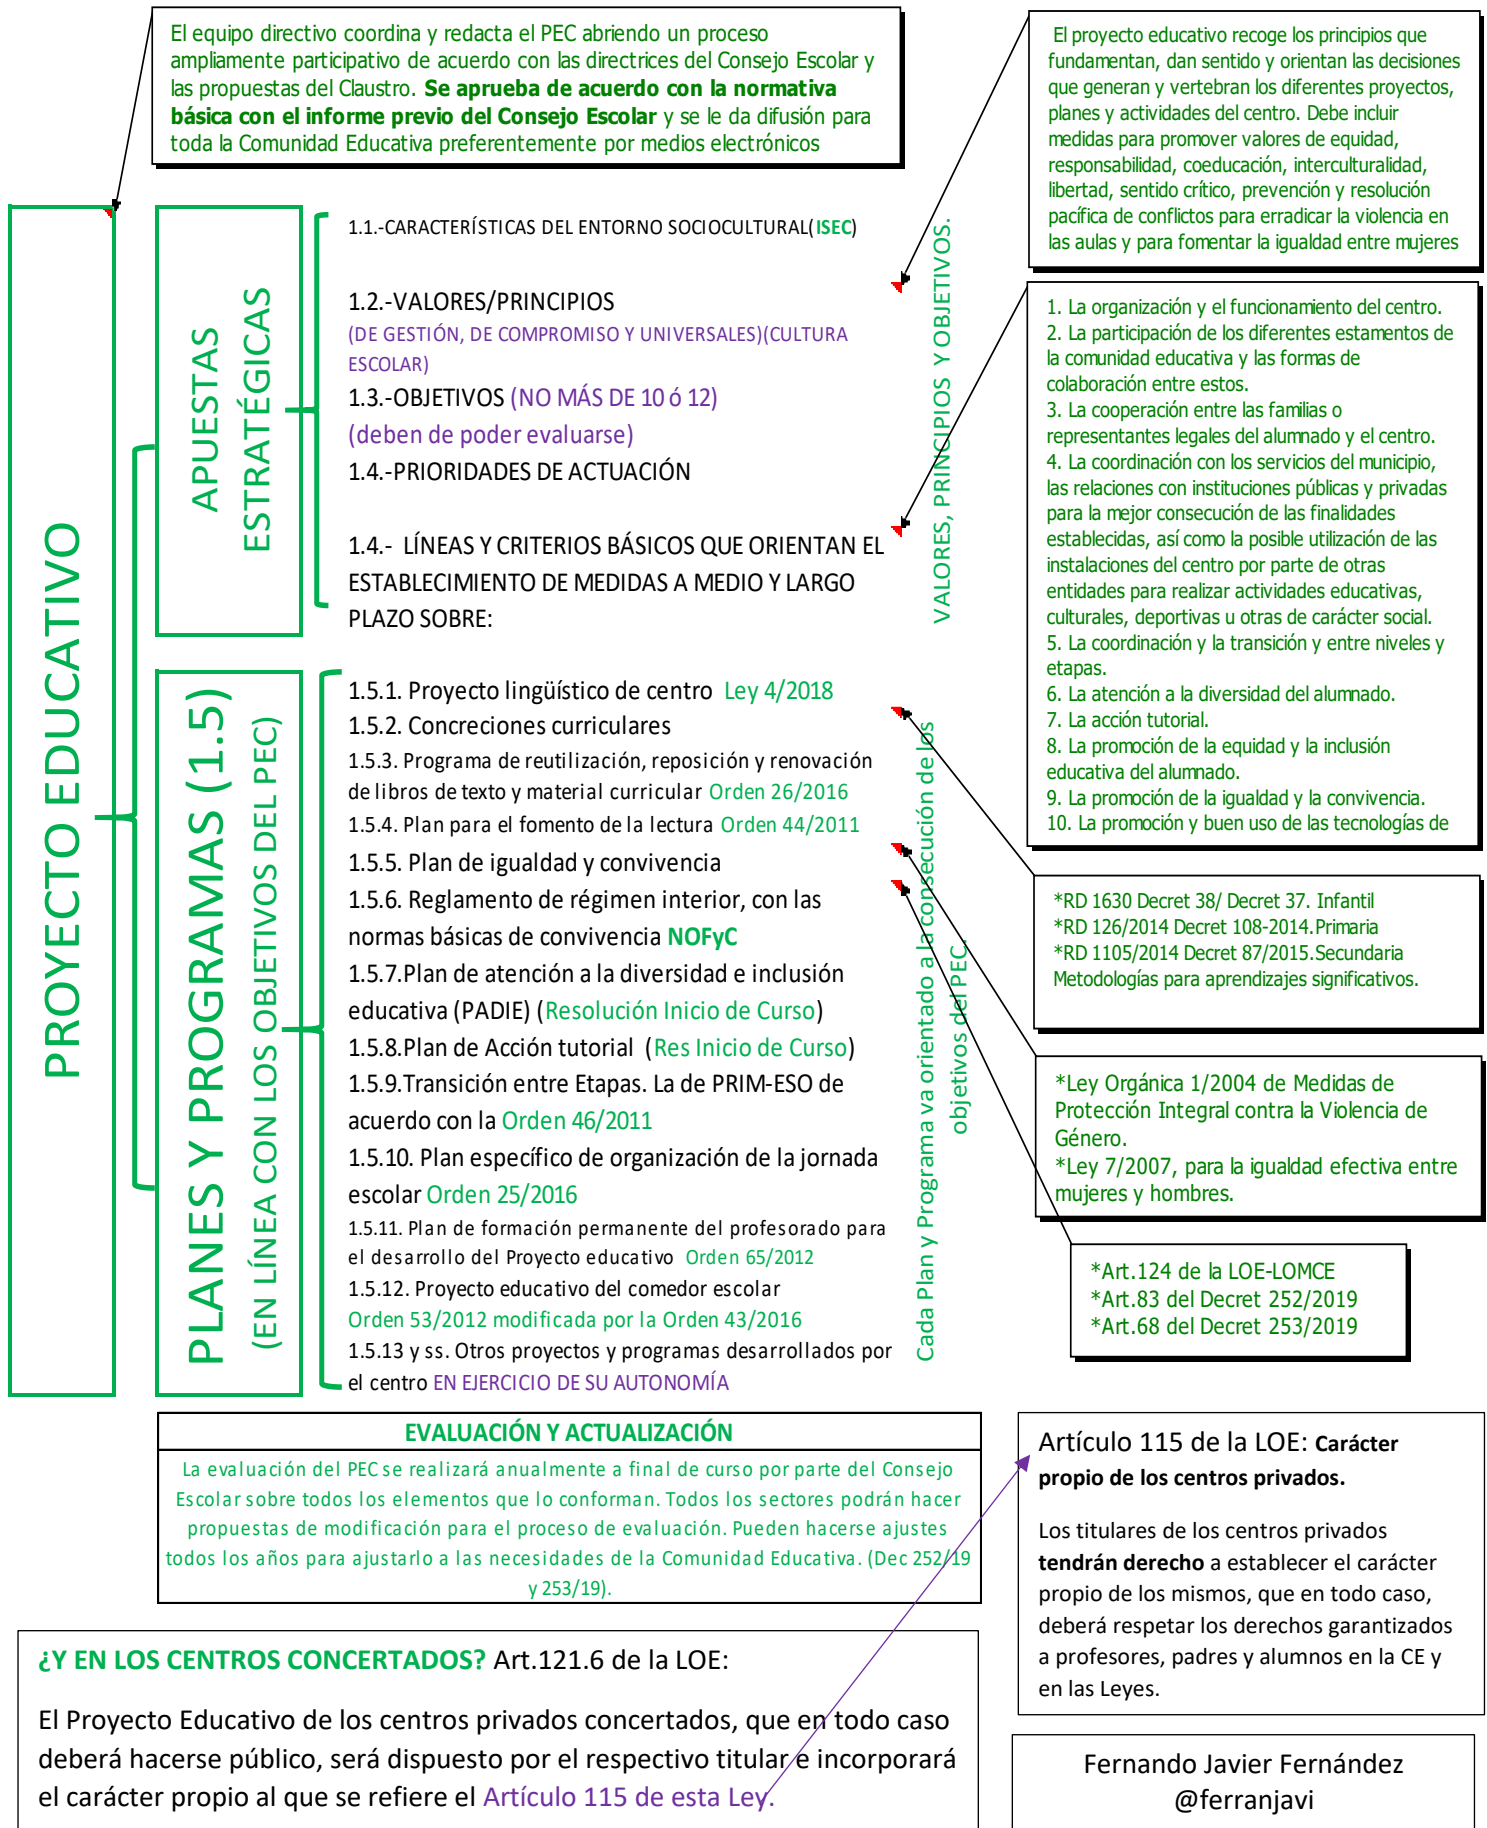 El equipo directivo coordina y redacta el PEC abriendo un proceso
ampliamente participativo de acuerdo con las directrices del Consejo Escolar y
las propuestas del Claustro. Se aprueba de acuerdo con la normativa
básica con el informe previo del Consejo Escolar y se le da difusión para
toda la Comunidad Educativa preferentemente por medios electrónicos
El proyecto educativo recoge los principios que
fundamentan, dan sentido y orientan las decisiones
que generan y vertebran los diferentes proyectos,
planes y actividades del centro. Debe incluir
medidas para promover valores de equidad,
responsabilidad, coeducación, interculturalidad,
libertad, sentido crítico, prevención y resolución
pacífica de conflictos para erradicar la violencia en
las aulas y para fomentar la igualdad entre mujeres
PROYECTO EDUCATIVO
APUESTAS
ESTRATÉGICAS
1.1.-CARACTERÍSTICAS DEL ENTORNO SOCIOCULTURAL(ISEC)
1.2.-VALORES/PRINCIPIOS
(DE GESTIÓN, DE COMPROMISO Y UNIVERSALES)(CULTURA
ESCOLAR)
1.3.-OBJETIVOS (NO MÁS DE 10 ó 12)
(deben de poder evaluarse)
1.4.-PRIORIDADES DE ACTUACIÓN
1.4.- LÍNEAS Y CRITERIOS BÁSICOS QUE ORIENTAN EL
ESTABLECIMIENTO DE MEDIDAS A MEDIO Y LARGO
PLAZO SOBRE:
VALORES, PRINCIPIOS Y OBJETIVOS.
1. La organización y el funcionamiento del centro.
2. La participación de los diferentes estamentos de
la comunidad educativa y las formas de
colaboración entre estos.
3. La cooperación entre las familias o
representantes legales del alumnado y el centro.
4. La coordinación con los servicios del municipio,
las relaciones con instituciones públicas y privadas
para la mejor consecución de las finalidades
establecidas, así como la posible utilización de las
instalaciones del centro por parte de otras
entidades para realizar actividades educativas,
culturales, deportivas u otras de carácter social.
5. La coordinación y la transición y entre niveles y
etapas.
6. La atención a la diversidad del alumnado.
7. La acción tutorial.
8. La promoción de la equidad y la inclusión
educativa del alumnado.
9. La promoción de la igualdad y la convivencia.
10. La promoción y buen uso de las tecnologías de
PLANES Y PROGRAMAS (1.5)
(EN LÍNEA CON LOS OBJETIVOS DEL PEC)
1.5.1. Proyecto lingüístico de centro Ley 4/2018
1.5.2. Concreciones curriculares
1.5.3. Programa de reutilización, reposición y renovación
de libros de texto y material curricular Orden 26/2016
1.5.4. Plan para el fomento de la lectura Orden 44/2011
1.5.5. Plan de igualdad y convivencia
1.5.6. Reglamento de régimen interior, con las
normas básicas de convivencia NOFyC
1.5.7.Plan de atención a la diversidad e inclusión
educativa (PADIE) (Resolución Inicio de Curso)
1.5.8.Plan de Acción tutorial (Res Inicio de Curso)
1.5.9.Transición entre Etapas. La de PRIM-ESO de
acuerdo con la Orden 46/2011
1.5.10. Plan específico de organización de la jornada
escolar Orden 25/2016
1.5.11. Plan de formación permanente del profesorado para
el desarrollo del Proyecto educativo Orden 65/2012
1.5.12. Proyecto educativo del comedor escolar
Orden 53/2012 modificada por la Orden 43/2016
1.5.13 y ss. Otros proyectos y programas desarrollados por
el centro EN EJERCICIO DE SU AUTONOMÍA
Cada Plan y Programa va orientado a la consecución de los
objetivos del PEC.
*RD 1630 Decret 38/ Decret 37. Infantil
*RD 126/2014 Decret 108-2014.Primaria
*RD 1105/2014 Decret 87/2015.Secundaria
Metodologías para aprendizajes significativos.
*Ley Orgánica 1/2004 de Medidas de
Protección Integral contra la Violencia de
Género.
*Ley 7/2007, para la igualdad efectiva entre
mujeres y hombres.
*Art.124 de la LOE-LOMCE
*Art.83 del Decret 252/2019
*Art.68 del Decret 253/2019
EVALUACIÓN Y ACTUALIZACIÓN
La evaluación del PEC se realizará anualmente a final de curso por parte del Consejo
Escolar sobre todos los elementos que lo conforman. Todos los sectores podrán hacer
propuestas de modificación para el proceso de evaluación. Pueden hacerse ajustes
todos los años para ajustarlo a las necesidades de la Comunidad Educativa. (Dec 252/19
y 253/19).
Artículo 115 de la LOE: Carácter
propio de los centros privados.
Los titulares de los centros privados
tendrán derecho a establecer el carácter
propio de los mismos, que en todo caso,
deberá respetar los derechos garantizados
a profesores, padres y alumnos en la CE y
en las Leyes.
¿Y EN LOS CENTROS CONCERTADOS? Art.121.6 de la LOE:
El Proyecto Educativo de los centros privados concertados, que en todo caso
deberá hacerse público, será dispuesto por el respectivo titular e incorporará
el carácter propio al que se refiere el Artículo 115 de esta Ley.
Fernando Javier Fernández
@ferranjavi